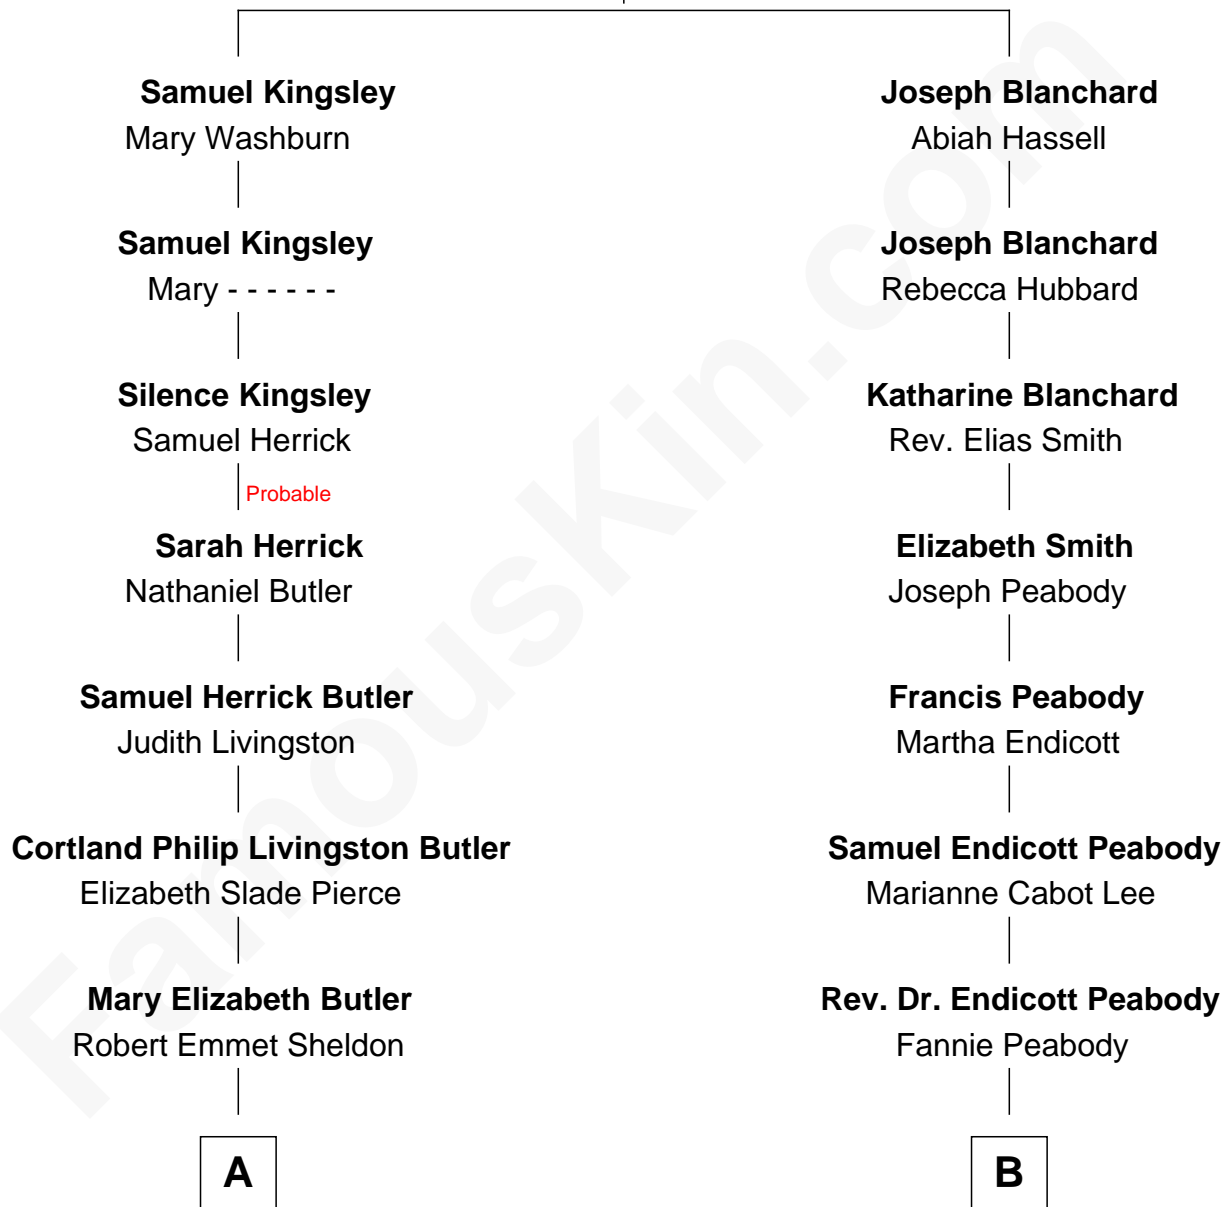 Samuel Kingsley
Mary Washburn
Samuel Kingsley
Mary - - - - - -
Silence Kingsley
Samuel Herrick
Probable
Sarah Herrick
Nathaniel Butler
Samuel Herrick Butler
Judith Livingston
Cortland Philip Livingston Butler
Elizabeth Slade Pierce
Mary Elizabeth Butler
Robert Emmet Sheldon
A
Joseph Blanchard
Abiah Hassell
Joseph Blanchard
Rebecca Hubbard
Katharine Blanchard
Rev. Elias Smith
Elizabeth Smith
Joseph Peabody
Francis Peabody
Martha Endicott
Samuel Endicott Peabody
Marianne Cabot Lee
Rev. Dr. Endicott Peabody
Fannie Peabody
B
FamousKin.com